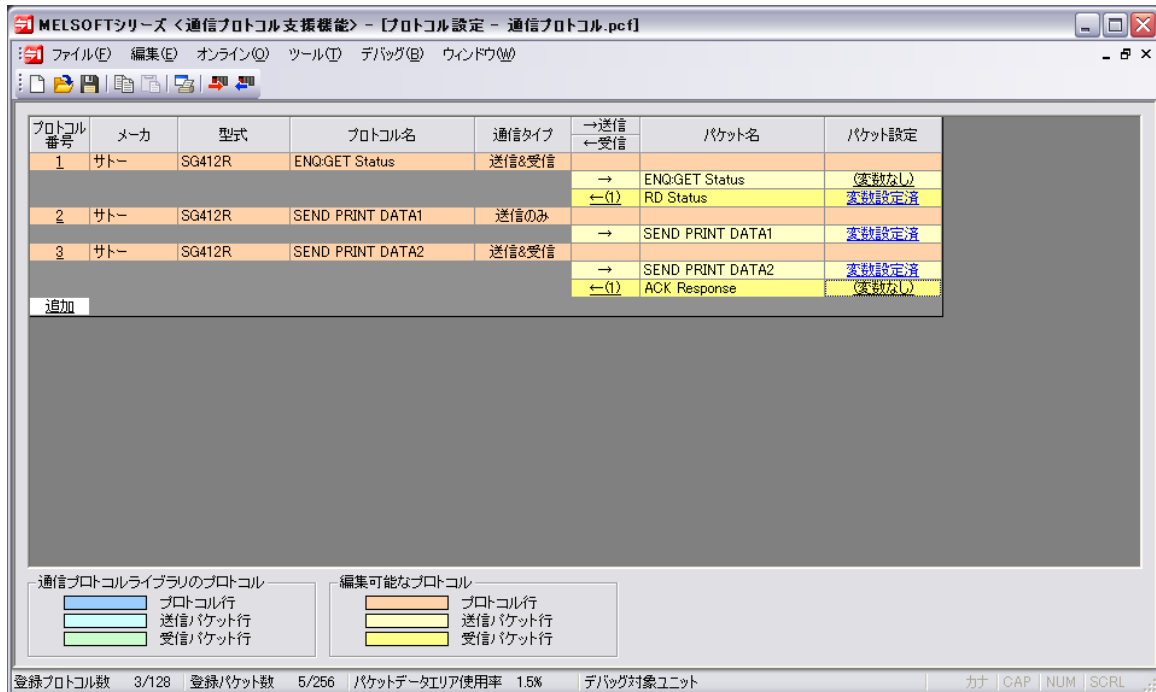 MELSOFTシリーズ <通信プロトコル支援機能> - [プロトコル設定 - 通信プロトコル.pcf]
ファイル(F) 編集(E) オンライン(O) ツール(T) デバッグ(B) ウィンドウ(W)
プロトコル番号 メーカ 型式 プロトコル名 通信タイプ →送信 ←受信 パケット名 パケット設定
1 サトー SG412R ENQ:GET Status 送信&受信
→ ENQ:GET Status (変数なし)
←(1) RD Status 変数設定済
2 サトー SG412R SEND PRINT DATA1 送信のみ
→ SEND PRINT DATA1 変数設定済
3 サトー SG412R SEND PRINT DATA2 送信&受信
→ SEND PRINT DATA2 変数設定済
←(1) ACK Response (変数なし)
追加
通信プロトコルライブラリのプロトコル 編集可能なプロトコル
プロトコル行 プロトコル行
送信パケット行 送信パケット行
受信パケット行 受信パケット行
登録プロトコル数 3/128 登録パケット数 5/256 パケットデータエリア使用率 1.5% デバッグ対象ユニット カナ CAP NUM SCRL